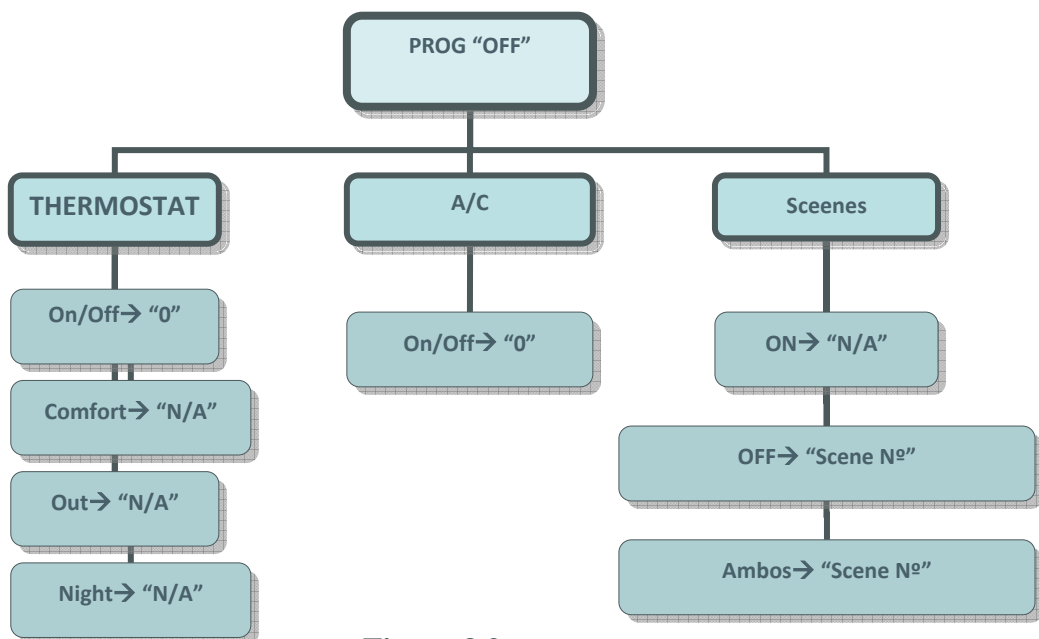 PROG “OFF”
THERMOSTAT
A/C
Sceenes
On/Off→ “0”
On/Off→ “0”
ON→ “N/A”
Comfort→ “N/A”
OFF→ “Scene Nº”
Out→ “N/A”
Ambos→ “Scene Nº”
Night→ “N/A”